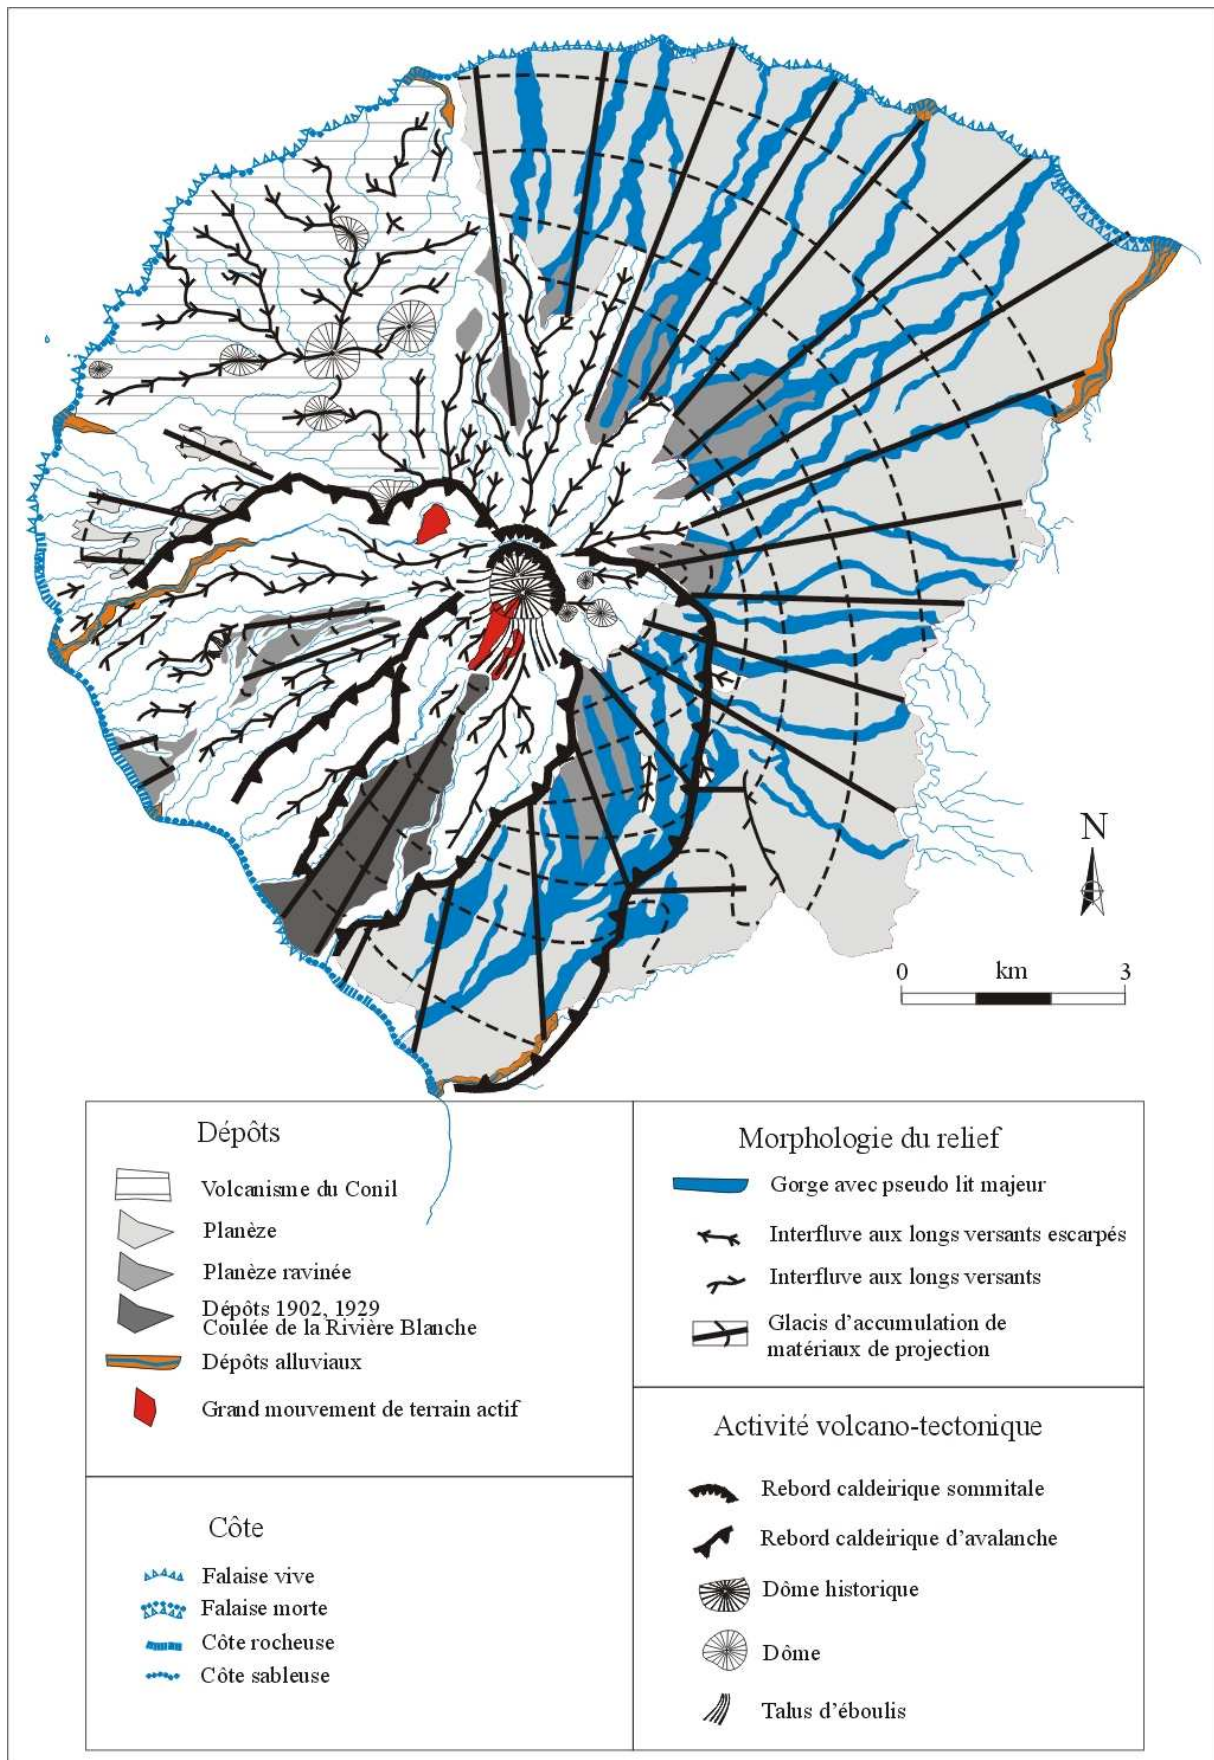 N
0 km 3
Dépôts
Volcanisme du Conil
Planèze
Planèze ravinée
Dépôts 1902, 1929
Coulée de la Rivière Blanche
Dépôts alluviaux
Grand mouvement de terrain actif
Côte
Falaise vive
Falaise morte
Côte rocheuse
Côte sableuse
Morphologie du relief
Gorge avec pseudo lit majeur
Interfluve aux longs versants escarpés
Interfluve aux longs versants
Glacis d’accumulation de
matériaux de projection
Activité volcano-tectonique
Rebord caldeirique sommitale
Rebord caldeirique d’avalanche
Dôme historique
Dôme
Talus d’éboulis